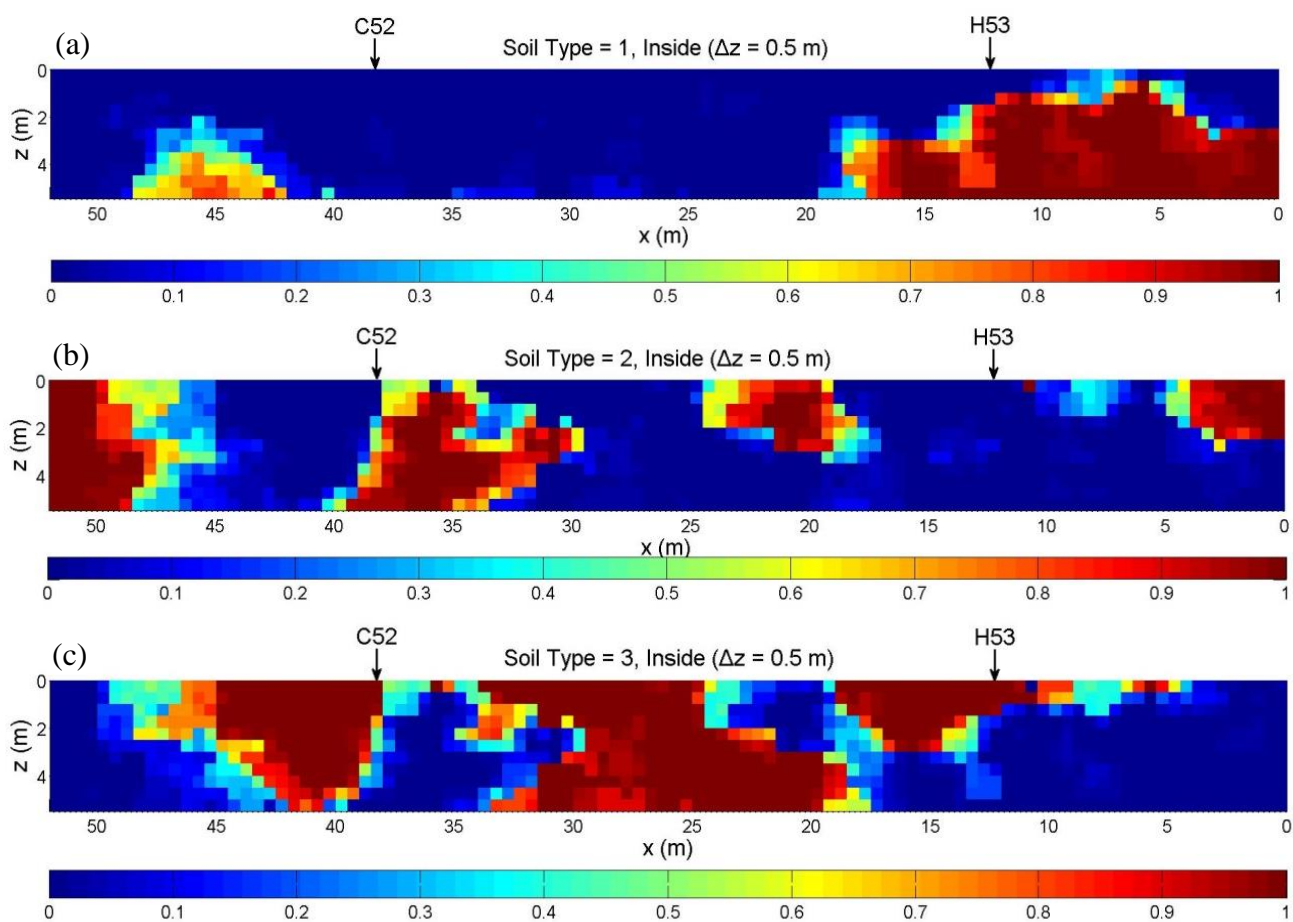 C52 H53
(a) Soil Type = 1, Inside (Δz = 0.5 m)
0
2
4
z (m)
50 45 40 35 30 25 20 15 10 5 0
x (m)
0 0.1 0.2 0.3 0.4 0.5 0.6 0.7 0.8 0.9 1
C52 H53
(b) Soil Type = 2, Inside (Δz = 0.5 m)
0
2
4
z (m)
50 45 40 35 30 25 20 15 10 5 0
x (m)
0 0.1 0.2 0.3 0.4 0.5 0.6 0.7 0.8 0.9 1
C52 H53
(c) Soil Type = 3, Inside (Δz = 0.5 m)
0
2
4
z (m)
50 45 40 35 30 25 20 15 10 5 0
x (m)
0 0.1 0.2 0.3 0.4 0.5 0.6 0.7 0.8 0.9 1